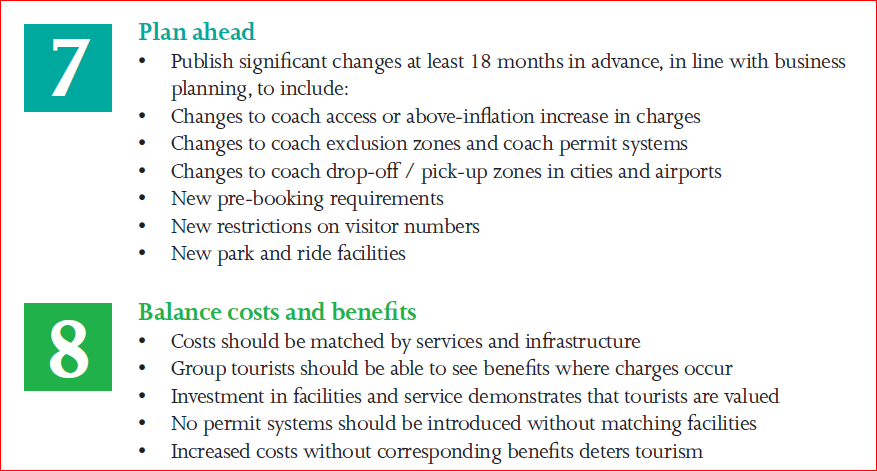 7
Plan ahead
• Publish significant changes at least 18 months in advance, in line with business
planning, to include:
• Changes to coach access or above-inflation increase in charges
• Changes to coach exclusion zones and coach permit systems
• Changes to coach drop-off / pick-up zones in cities and airports
• New pre-booking requirements
• New restrictions on visitor numbers
• New park and ride facilities
8
Balance costs and benefits
• Costs should be matched by services and infrastructure
• Group tourists should be able to see benefits where charges occur
• Investment in facilities and service demonstrates that tourists are valued
• No permit systems should be introduced without matching facilities
• Increased costs without corresponding benefits deters tourism